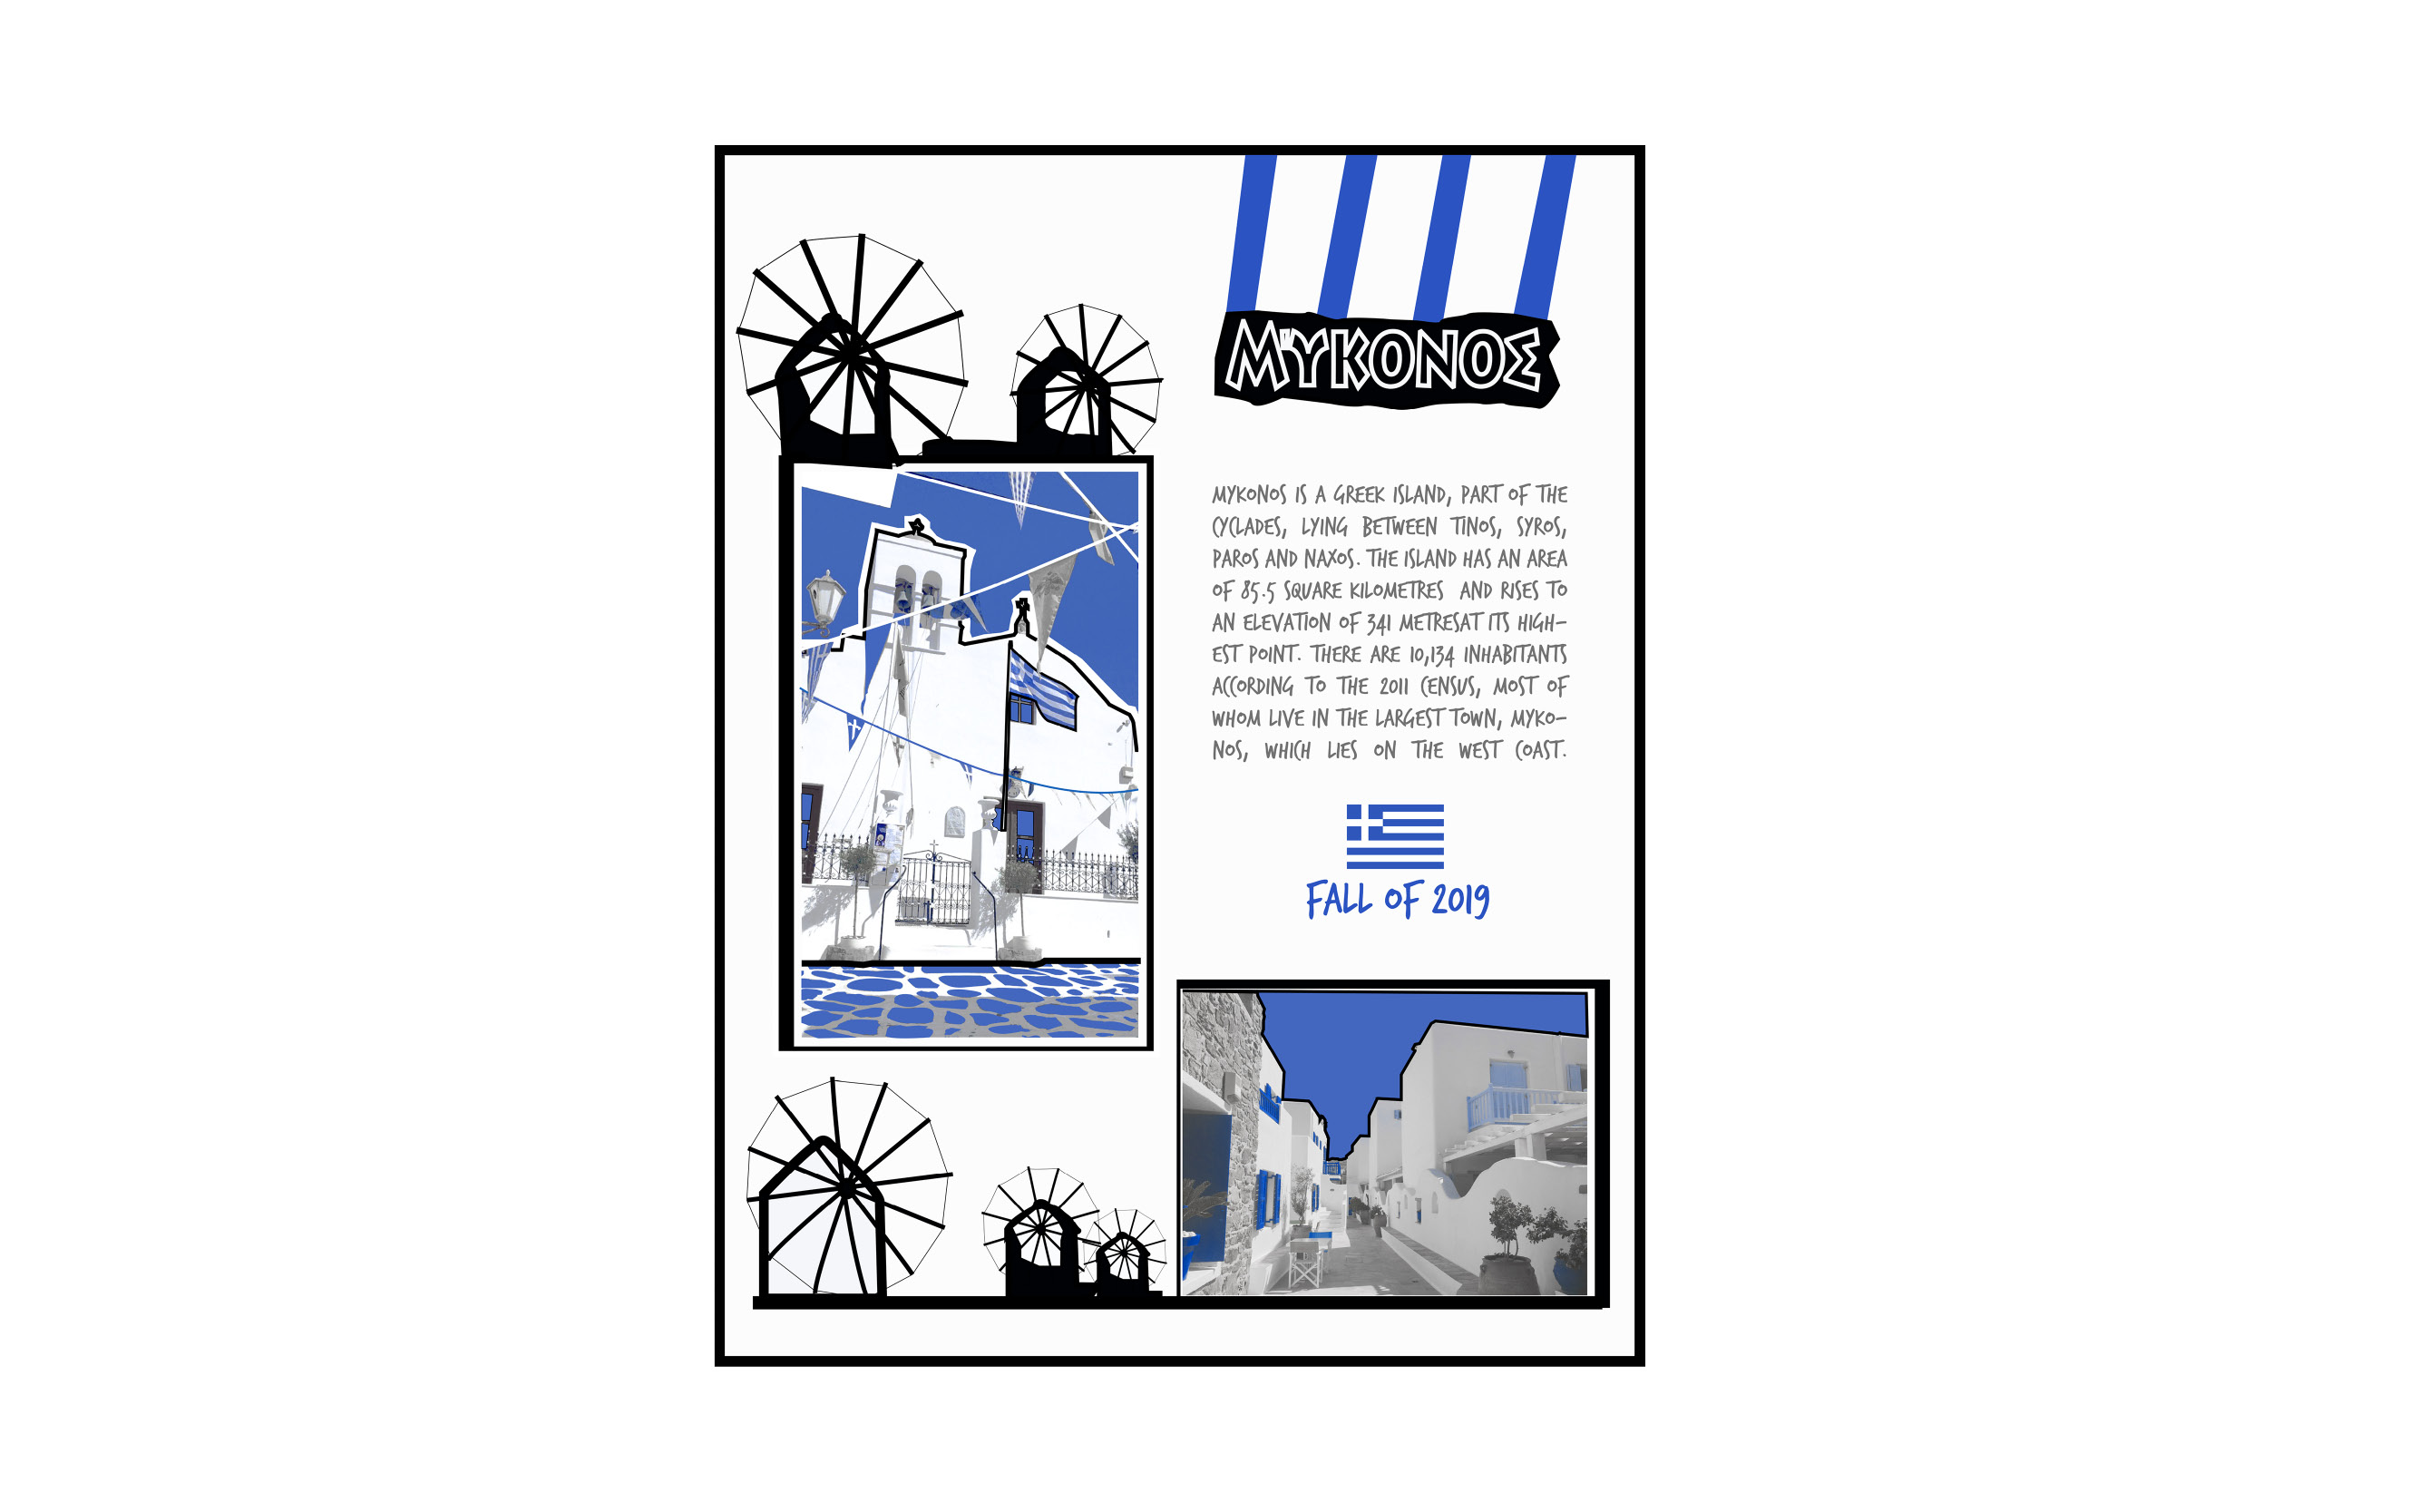 MYKONOΣ
MYKONOS IS A GREEK ISLAND, PART OF THE
CYCLADES, LYING BETWEEN TINOS, SYROS,
PAROS AND NAXOS. THE ISLAND HAS AN AREA
OF 85.5 SQUARE KILOMETRES AND RISES TO
AN ELEVATION OF 341 METRESAT ITS HIGH-
EST POINT. THERE ARE 10,134 INHABITANTS
ACCORDING TO THE 2011 CENSUS, MOST OF
WHOM LIVE IN THE LARGEST TOWN, MYKO-
NOS, WHICH LIES ON THE WEST COAST.
FALL OF 2019